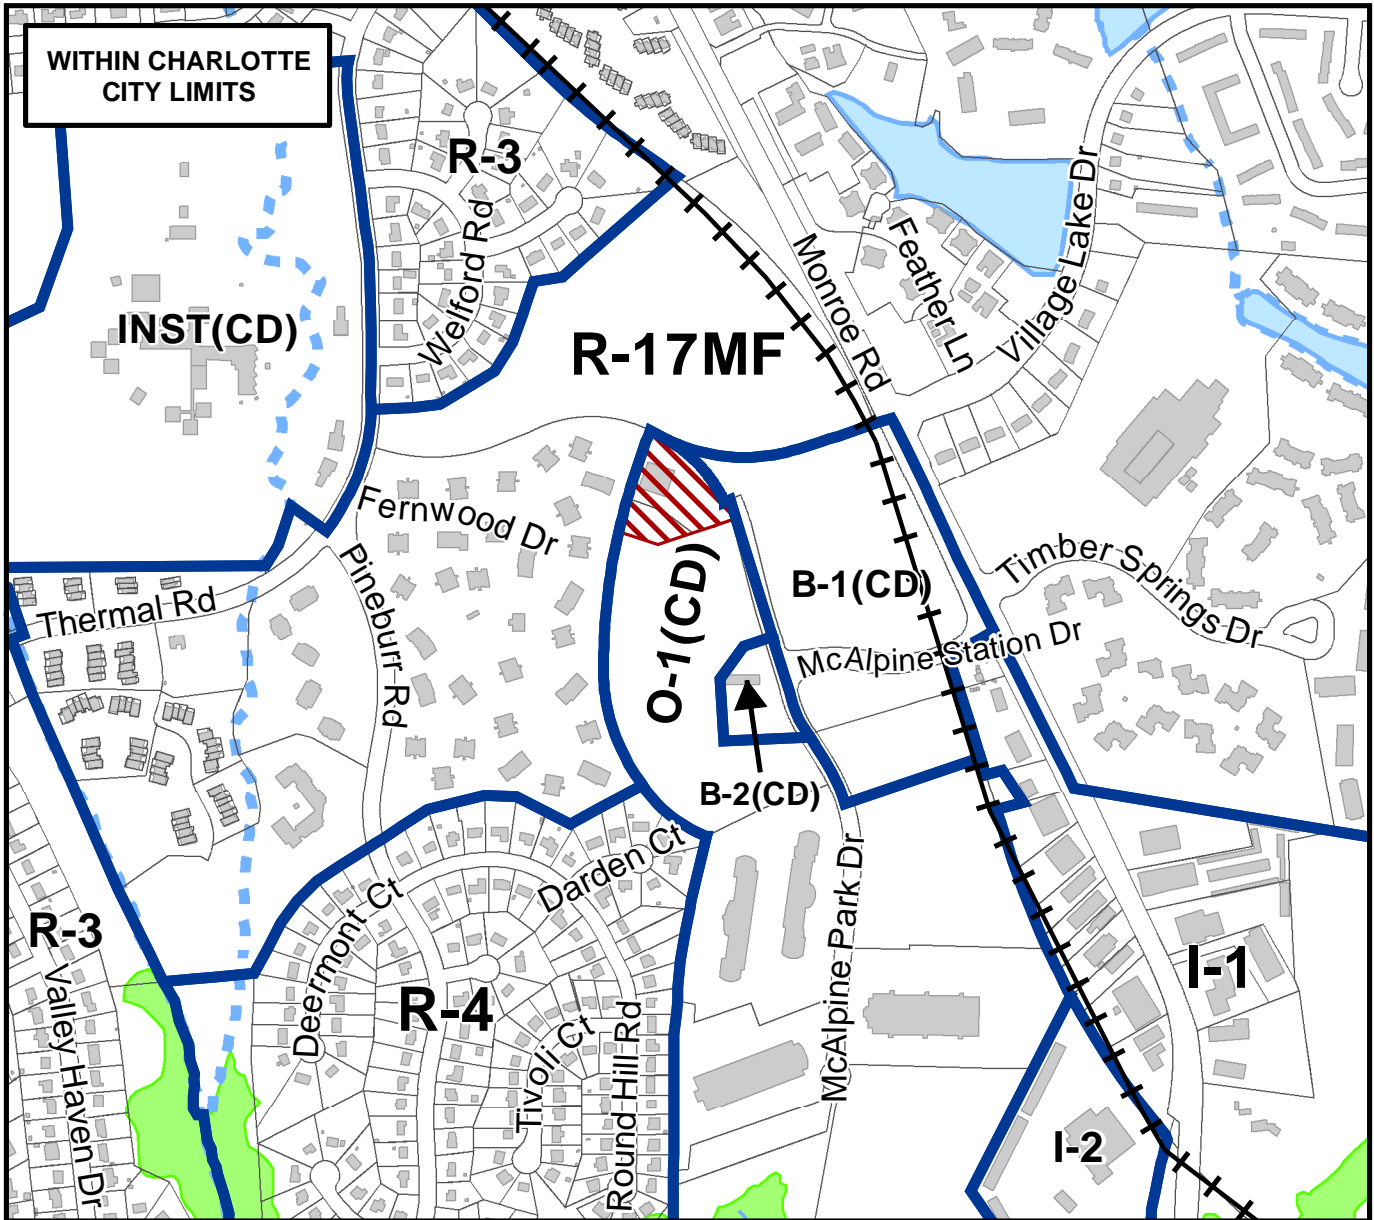 WITHIN CHARLOTTE
CITY LIMITS
R-3
Welford Rd
INST(CD)
R-17MF
Monroe Rd
Feather Ln
Village Lake Dr
Fernwood Dr
Thermal Rd
Pineburr Rd
O-1(CD)
B-1(CD)
McAlpine Station Dr
Timber Springs Dr
B-2(CD)
Darden Ct
Deermont Ct
McAlpine Park Dr
R-3
Valley Haven Dr
R-4
Tivoli Ct
Round Hill Rd
I-1
I-2